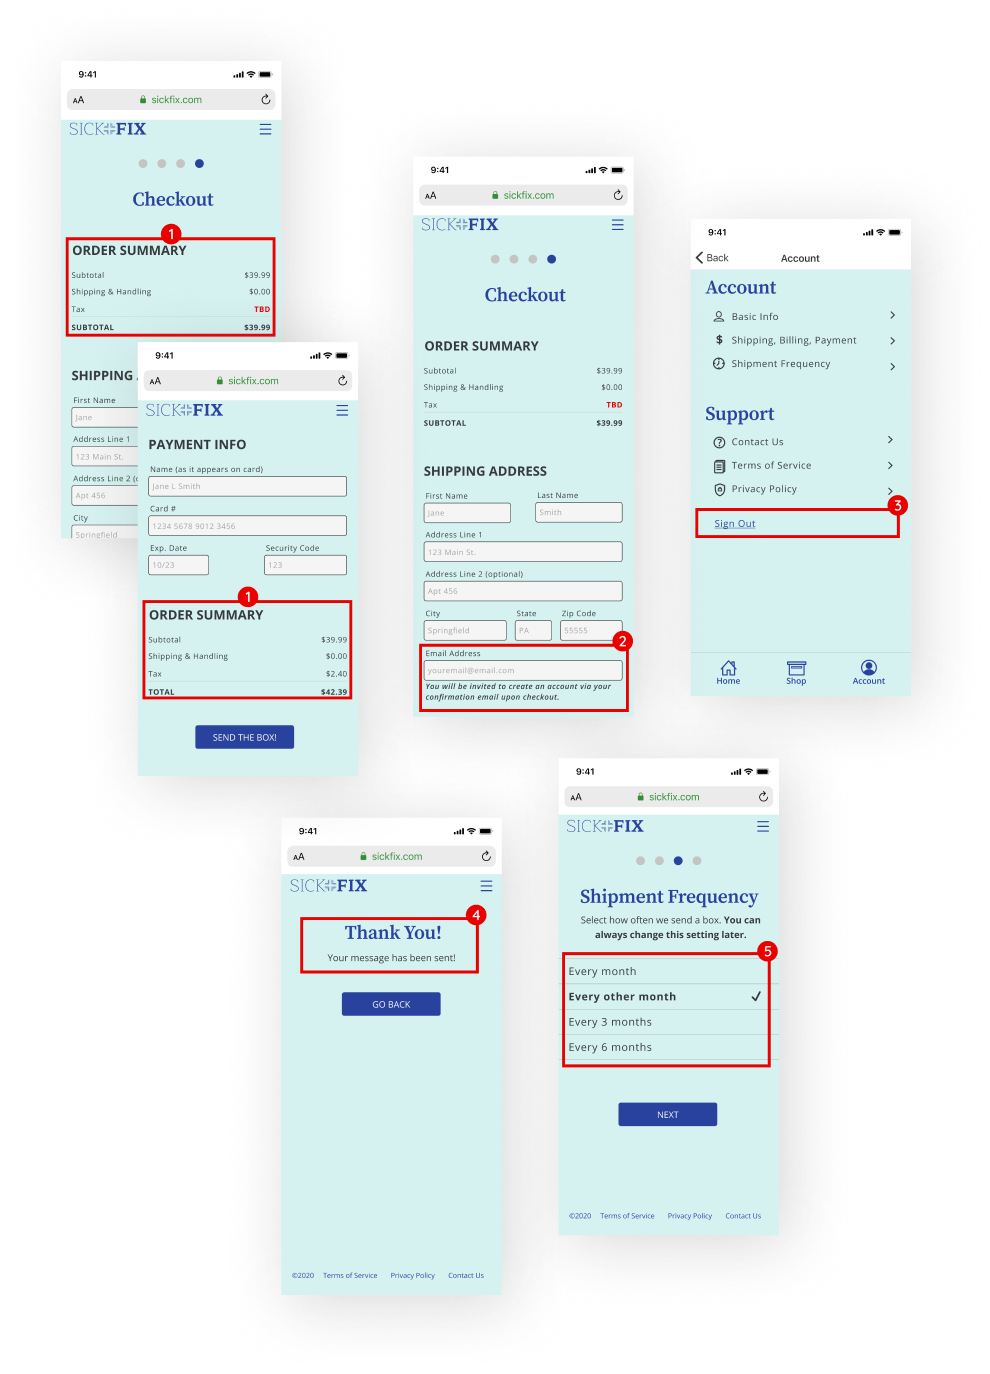 9:41
AA sickfix.com
SICK FIX
Checkout
1
ORDER SUMMARY
Subtotal $39.99
Shipping & Handling $0.00
Tax TBD
SUBTOTAL $39.99
SHIPPING
First Name
Jane
Address Line 1
123 Main St.
Address Line 2 (
Apt 456
City
Springfield
9:41
AA sickfix.com
SICK FIX
PAYMENT INFO
Name (as it appears on card)
Jane L Smith
Card #
1234 5678 9012 3456
Exp. Date Security Code
10/23 123
1
ORDER SUMMARY
Subtotal $39.99
Shipping & Handling $0.00
Tax $2.40
TOTAL $42.39
SEND THE BOX!
9:41
AA sickfix.com
SICK FIX
Checkout
ORDER SUMMARY
Subtotal $39.99
Shipping & Handling $0.00
Tax TBD
SUBTOTAL $39.99
SHIPPING ADDRESS
First Name Last Name
Jane Smith
Address Line 1
123 Main St.
Address Line 2 (optional)
Apt 456
City State Zip Code
Springfield PA 55555
2
Email Address
youremail@email.com
You will be invited to create an account via your
confirmation email upon checkout.
9:41
Back Account
Account
Basic Info
$ Shipping, Billing, Payment
Shipment Frequency
Support
Contact Us
Terms of Service
Privacy Policy
3
Sign Out
Home Shop Account
9:41
AA sickfix.com
SICK FIX
4
Thank You!
Your message has been sent!
GO BACK
©2020 Terms of Service Privacy Policy Contact Us
9:41
AA sickfix.com
SICK FIX
Shipment Frequency
Select how often we send a box. You can
always change this setting later.
5
Every month
Every other month
Every 3 months
Every 6 months
NEXT
©2020 Terms of Service Privacy Policy Contact Us